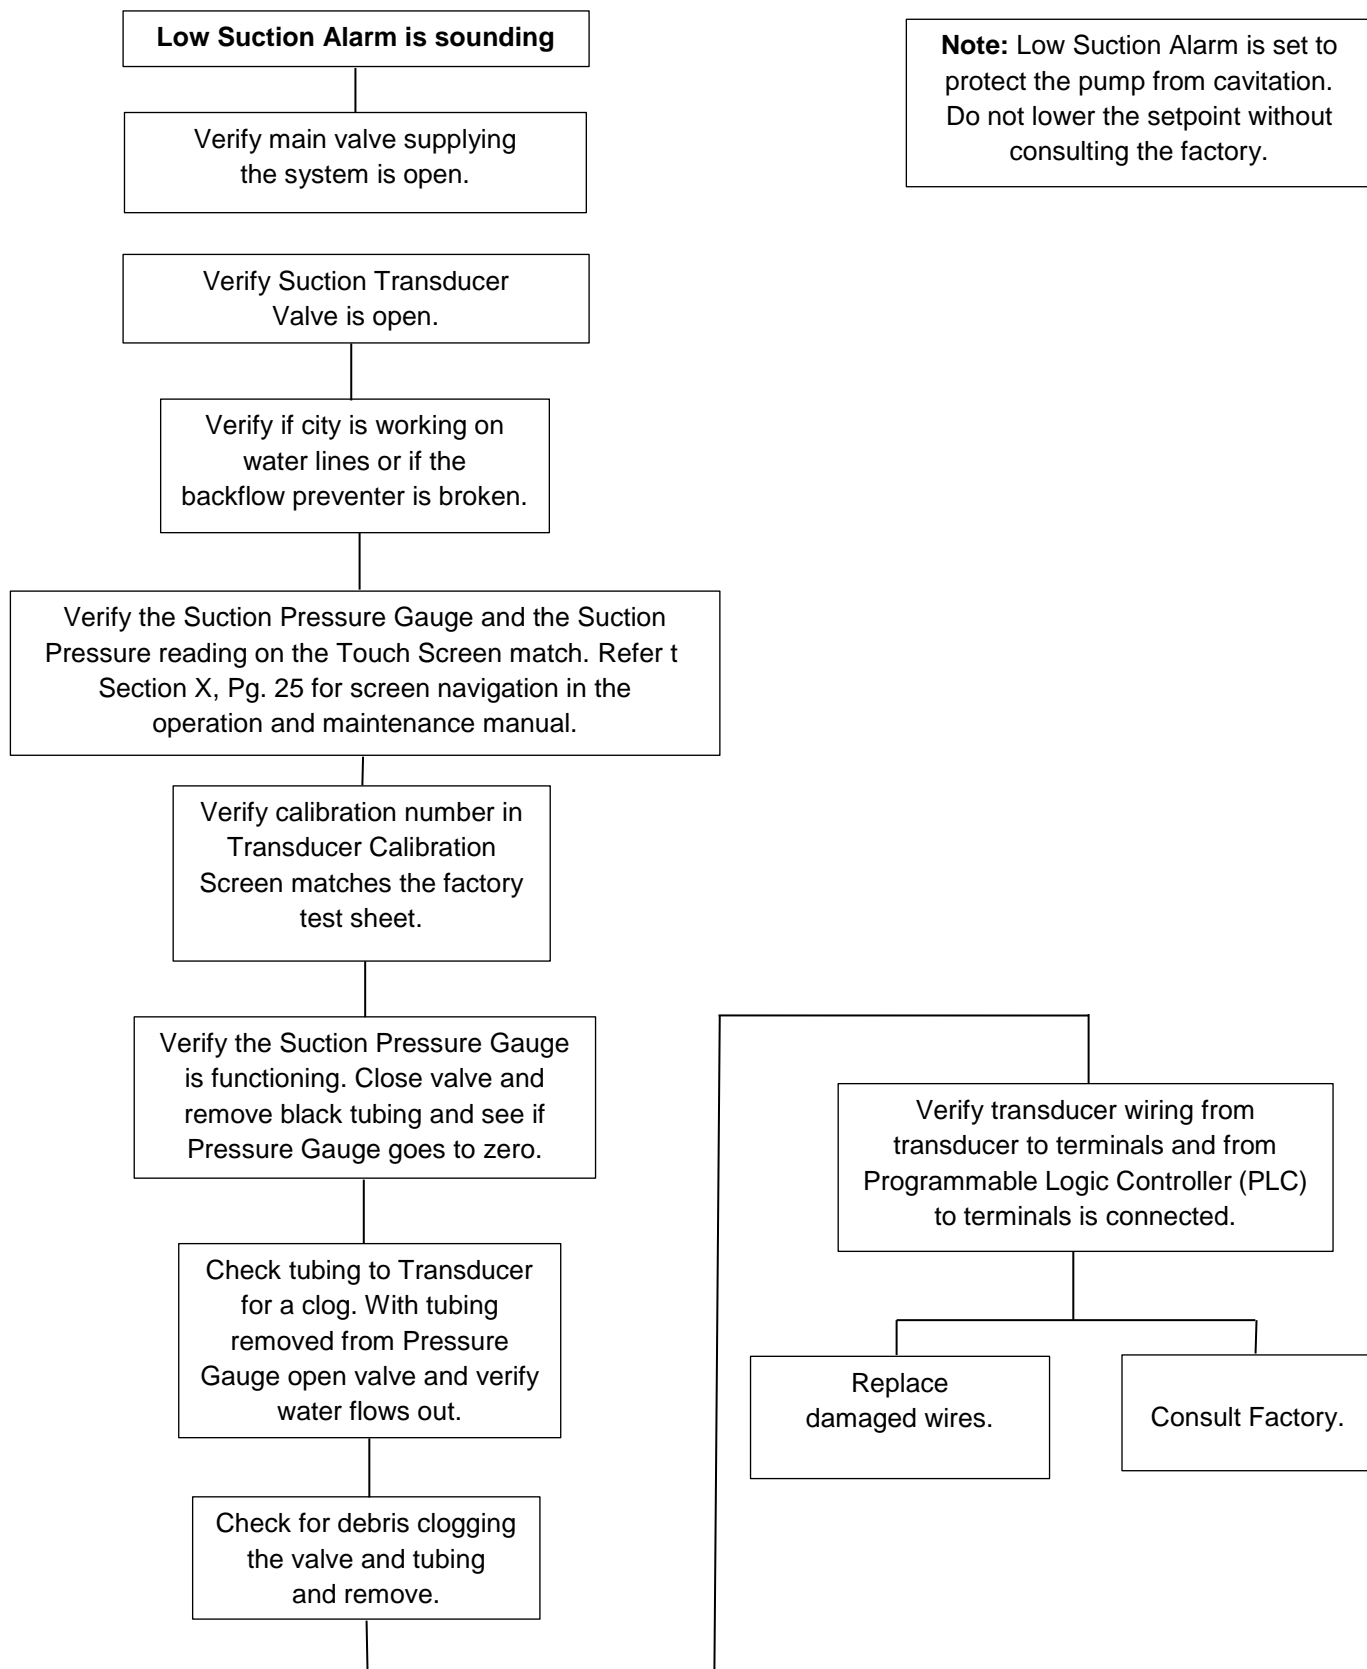 Low Suction Alarm is sounding
Note: Low Suction Alarm is set to
protect the pump from cavitation.
Do not lower the setpoint without
consulting the factory.
Verify main valve supplying
the system is open.
Verify Suction Transducer
Valve is open.
Verify if city is working on
water lines or if the
backflow preventer is broken.
Verify the Suction Pressure Gauge and the Suction
Pressure reading on the Touch Screen match. Refer t
Section X, Pg. 25 for screen navigation in the
operation and maintenance manual.
Verify calibration number in
Transducer Calibration
Screen matches the factory
test sheet.
Verify the Suction Pressure Gauge
is functioning. Close valve and
remove black tubing and see if
Pressure Gauge goes to zero.
Check tubing to Transducer
for a clog. With tubing
removed from Pressure
Gauge open valve and verify
water flows out.
Check for debris clogging
the valve and tubing
and remove.
Verify transducer wiring from
transducer to terminals and from
Programmable Logic Controller (PLC)
to terminals is connected.
Replace
damaged wires.
Consult Factory.